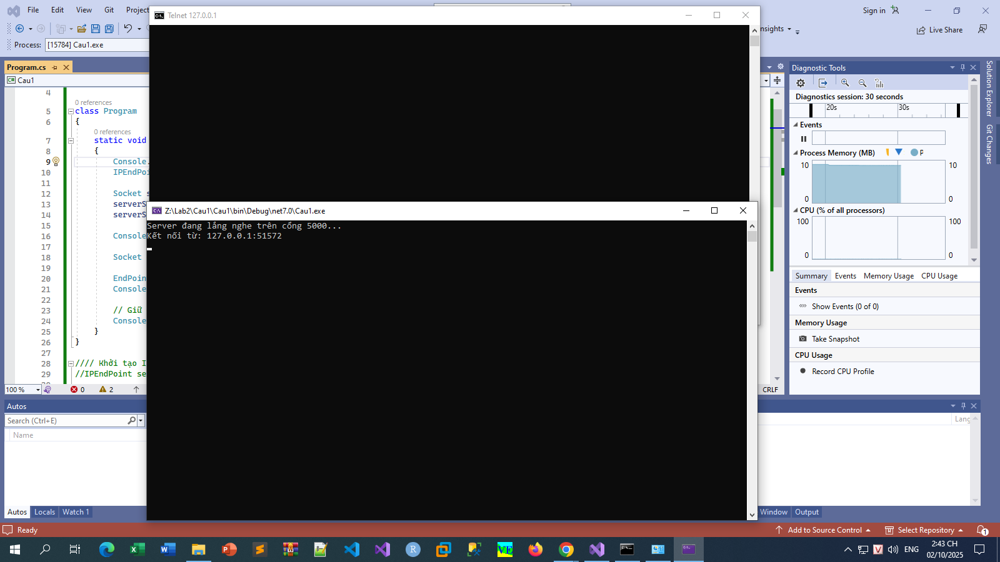 File Edit View Git Project
Telnet 127.0.0.1
Sign in
nsights
Live Share
Process: [15784] Cau1.exe
Program.cs
Cau1
4
0 references
5 class Program
6 {
0 references
7 static void
8 {
9 Console.
10 IPEndPoi
11
12 Socket s
13 serverS
14 serverS
15
16 Console
17
18 Socket
19
20 EndPoin
21 Console
22
23 // Giữ
24 Console
25 }
26 }
27
28 //// Khởi tạo I
29 //IPEndPoint se
100 % 0 2
CRLF
Z:\Lab2\Cau1\Cau1\bin\Debug\net7.0\Cau1.exe
Server đang lắng nghe trên cổng 5000...
Kết nối từ: 127.0.0.1:51572
Diagnostic Tools
Diagnostics session: 30 seconds
20s 30s
Events
Process Memory (MB) P
10 10
0 0
CPU (% of all processors)
100 100
0 0
Summary Events Memory Usage CPU Usage
Events
Show Events (0 of 0)
Memory Usage
Take Snapshot
CPU Usage
Record CPU Profile
Solution Explorer
Git Changes
Autos
Search (Ctrl+E)
Name
Lang
Autos Locals Watch 1
Window Output
Ready
Add to Source Control Select Repository 1
ENG
2:43 CH
02/10/2025